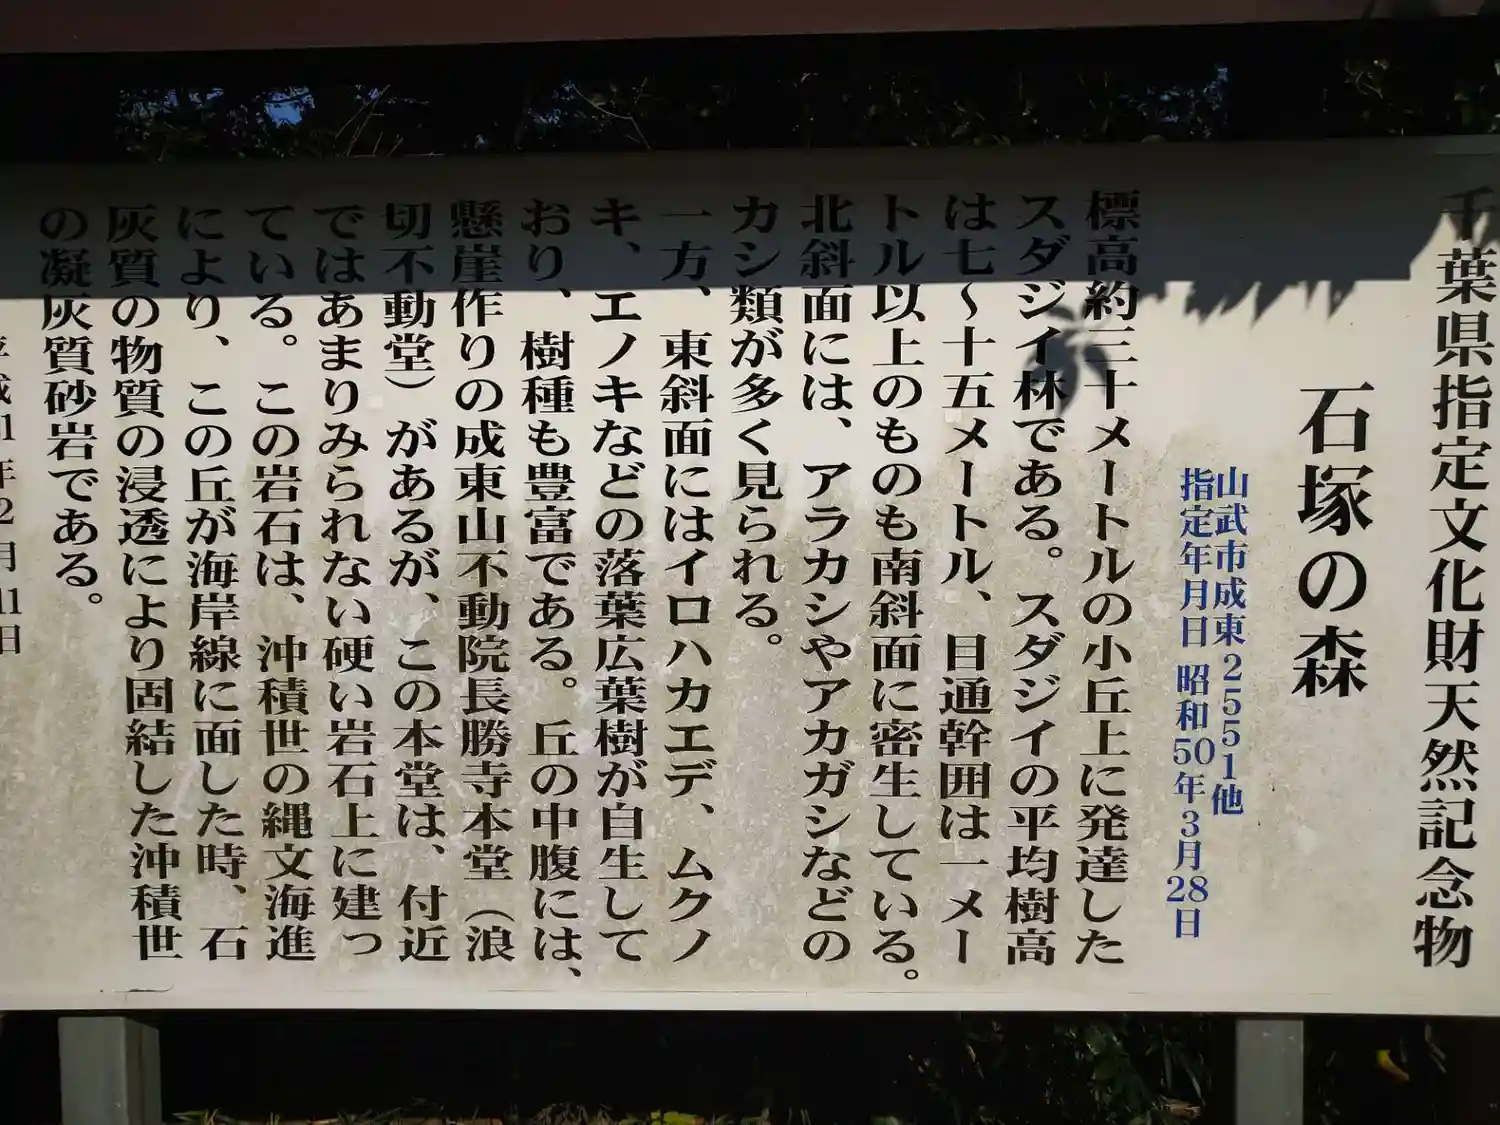 千葉県指定文化財天然記念物
石塚の森
山武市成東2551他
指定年月日 昭和50年3月28日
標高約三十メートルの小丘上に発達した
スダジイ林である。スダジイの平均樹高
は七～十五メートル、目通幹囲は一メー
トル以上のものも南斜面に密生している。
北斜面には、アラカシやアカガシなどの
カシ類が多く見られる。
一方、東斜面にはイロハカエデ、ムクノ
キ、エノキなどの落葉広葉樹が自生して
おり、樹種も豊富である。丘の中腹には、
懸崖作りの成東山不動院長勝寺本堂（浪
切不動堂）があるが、この本堂は、付近
ではあまりみられない硬い岩石上に建っ
ている。この岩石は、沖積世の縄文海進
により、この丘が海岸線に面した時、石
灰質の物質の浸透により固結した沖積世
の凝灰質砂岩である。
年2月11日